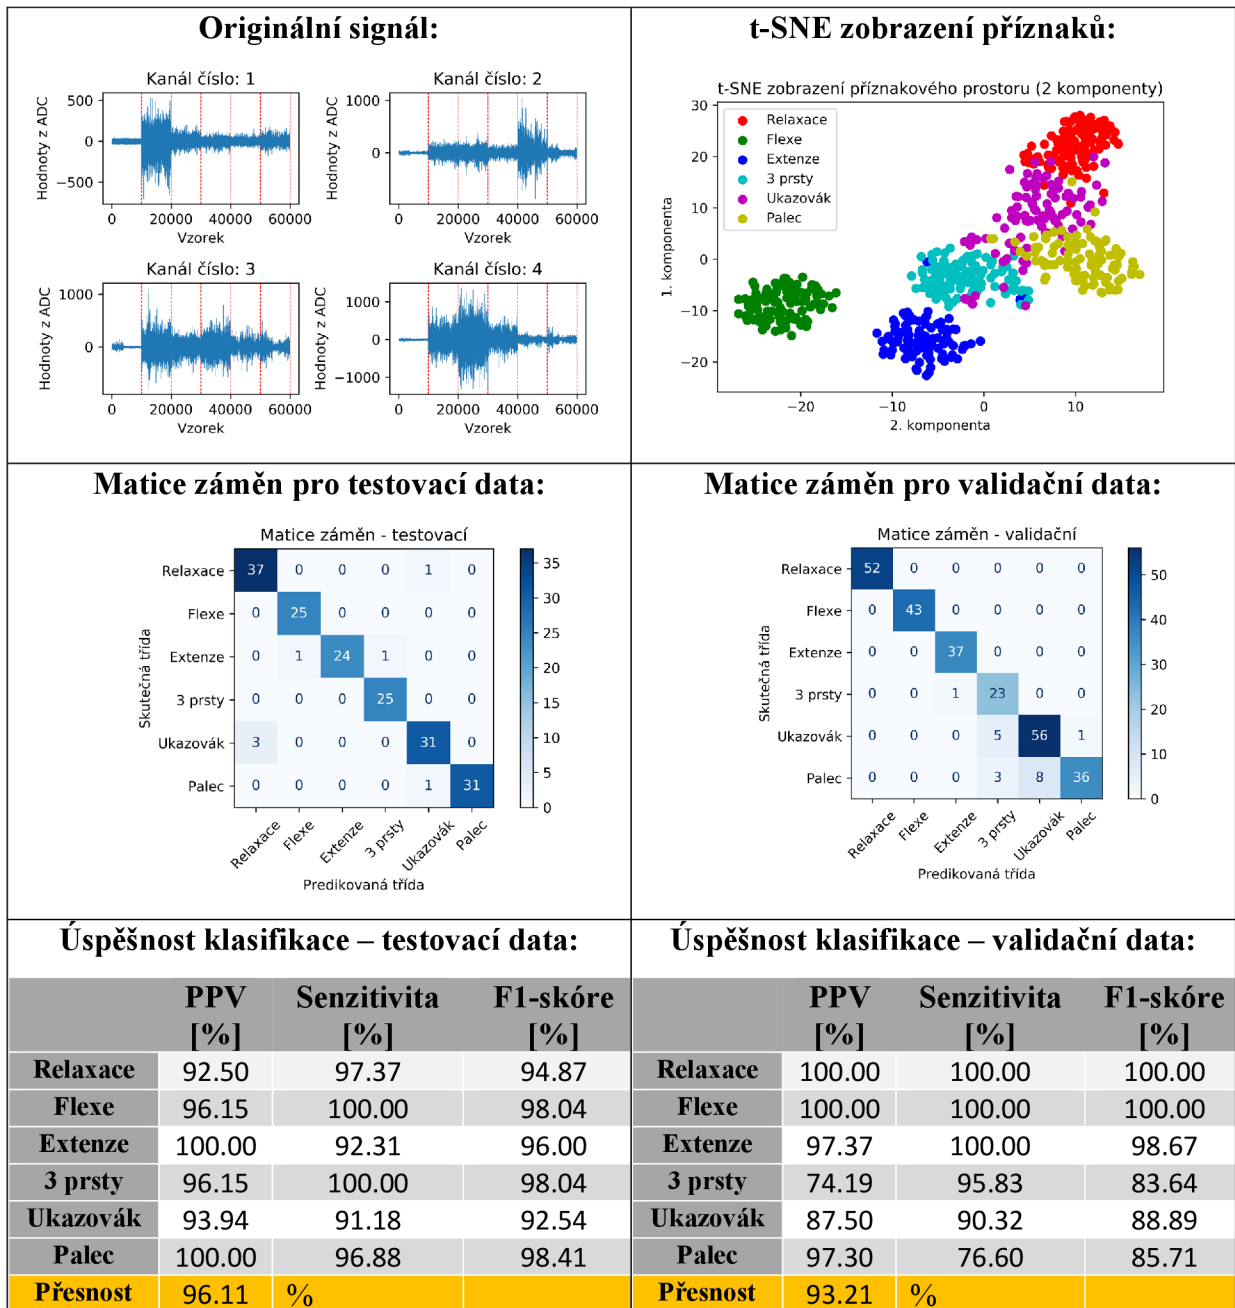 Originální signál:
t-SNE zobrazení příznaků:
Kanál číslo: 1
Hodnoty z ADC
500
0
−500
0 20000 40000 60000
Vzorek
Kanál číslo: 2
Hodnoty z ADC
1000
0
0 20000 40000 60000
Vzorek
Kanál číslo: 3
Hodnoty z ADC
1000
0
0 20000 40000 60000
Vzorek
Kanál číslo: 4
Hodnoty z ADC
1000
0
−1000
0 20000 40000 60000
Vzorek
t-SNE zobrazení příznakového prostoru (2 komponenty)
Relaxace
Flexe
Extenze
3 prsty
Ukazovák
Palec
1. komponenta
30
20
10
0
−10
−20
−20 −10 0 10
2. komponenta
Matice záměn pro testovací data:
Matice záměn - testovací
Skutečná třída
Relaxace 37 0 0 0 1 0
Flexe 0 25 0 0 0 0
Extenze 0 1 24 1 0 0
3 prsty 0 0 0 25 0 0
Ukazovák 3 0 0 0 31 0
Palec 0 0 0 0 1 31
Relaxace Flexe Extenze 3 prsty Ukazovák Palec
Predikovaná třída
35
30
25
20
15
10
5
0
Matice záměn pro validační data:
Matice záměn - validační
Skutečná třída
Relaxace 52 0 0 0 0 0
Flexe 0 43 0 0 0 0
Extenze 0 0 37 0 0 0
3 prsty 0 0 1 23 0 0
Ukazovák 0 0 0 5 56 1
Palec 0 0 0 3 8 36
Relaxace Flexe Extenze 3 prsty Ukazovák Palec
Predikovaná třída
50
40
30
20
10
0
Úspěšnost klasifikace – testovací data:
PPV Senzitivita F1-skóre
[%] [%] [%]
Relaxace 92.50 97.37 94.87
Flexe 96.15 100.00 98.04
Extenze 100.00 92.31 96.00
3 prsty 96.15 100.00 98.04
Ukazovák 93.94 91.18 92.54
Palec 100.00 96.88 98.41
Přesnost 96.11 %
Úspěšnost klasifikace – validační data:
PPV Senzitivita F1-skóre
[%] [%] [%]
Relaxace 100.00 100.00 100.00
Flexe 100.00 100.00 100.00
Extenze 97.37 100.00 98.67
3 prsty 74.19 95.83 83.64
Ukazovák 87.50 90.32 88.89
Palec 97.30 76.60 85.71
Přesnost 93.21 %